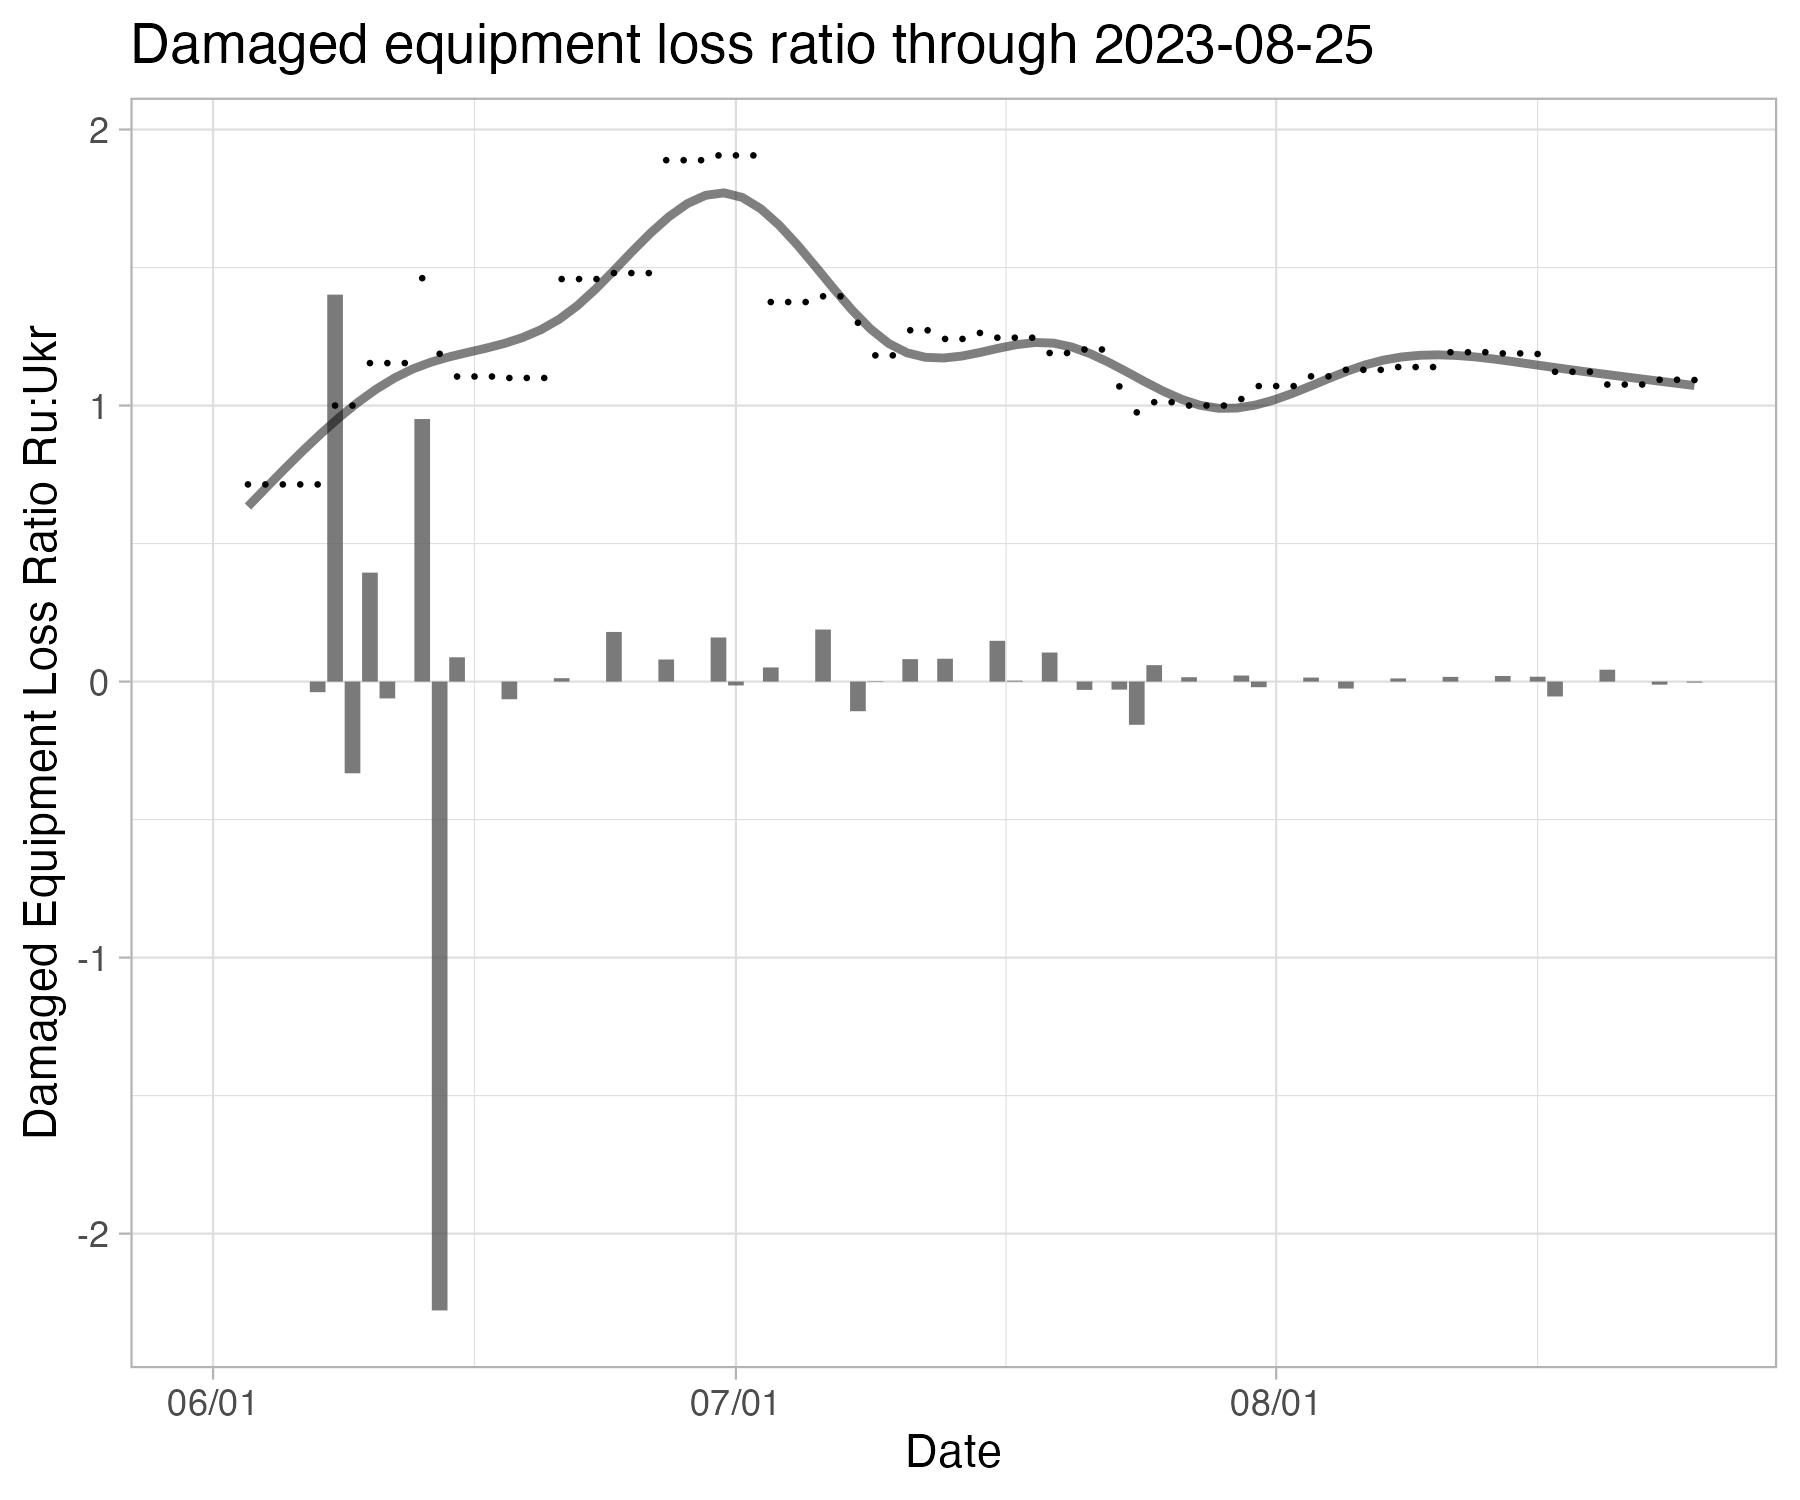 Damaged equipment loss ratio through 2023-08-25
Damaged Equipment Loss Ratio Ru:Ukr
2
1
0
-1
-2
06/01
07/01
08/01
Date